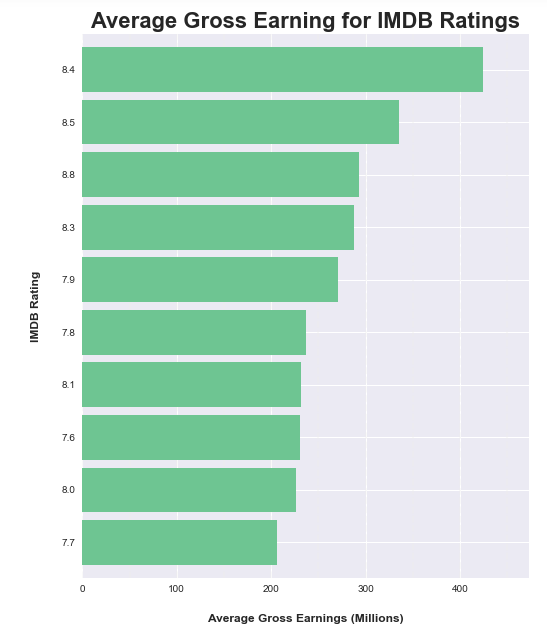 Average Gross Earning for IMDB Ratings
8.4
8.5
8.8
8.3
7.9
IMDB Rating
7.8
8.1
7.6
8.0
7.7
0 100 200 300 400
Average Gross Earnings (Millions)